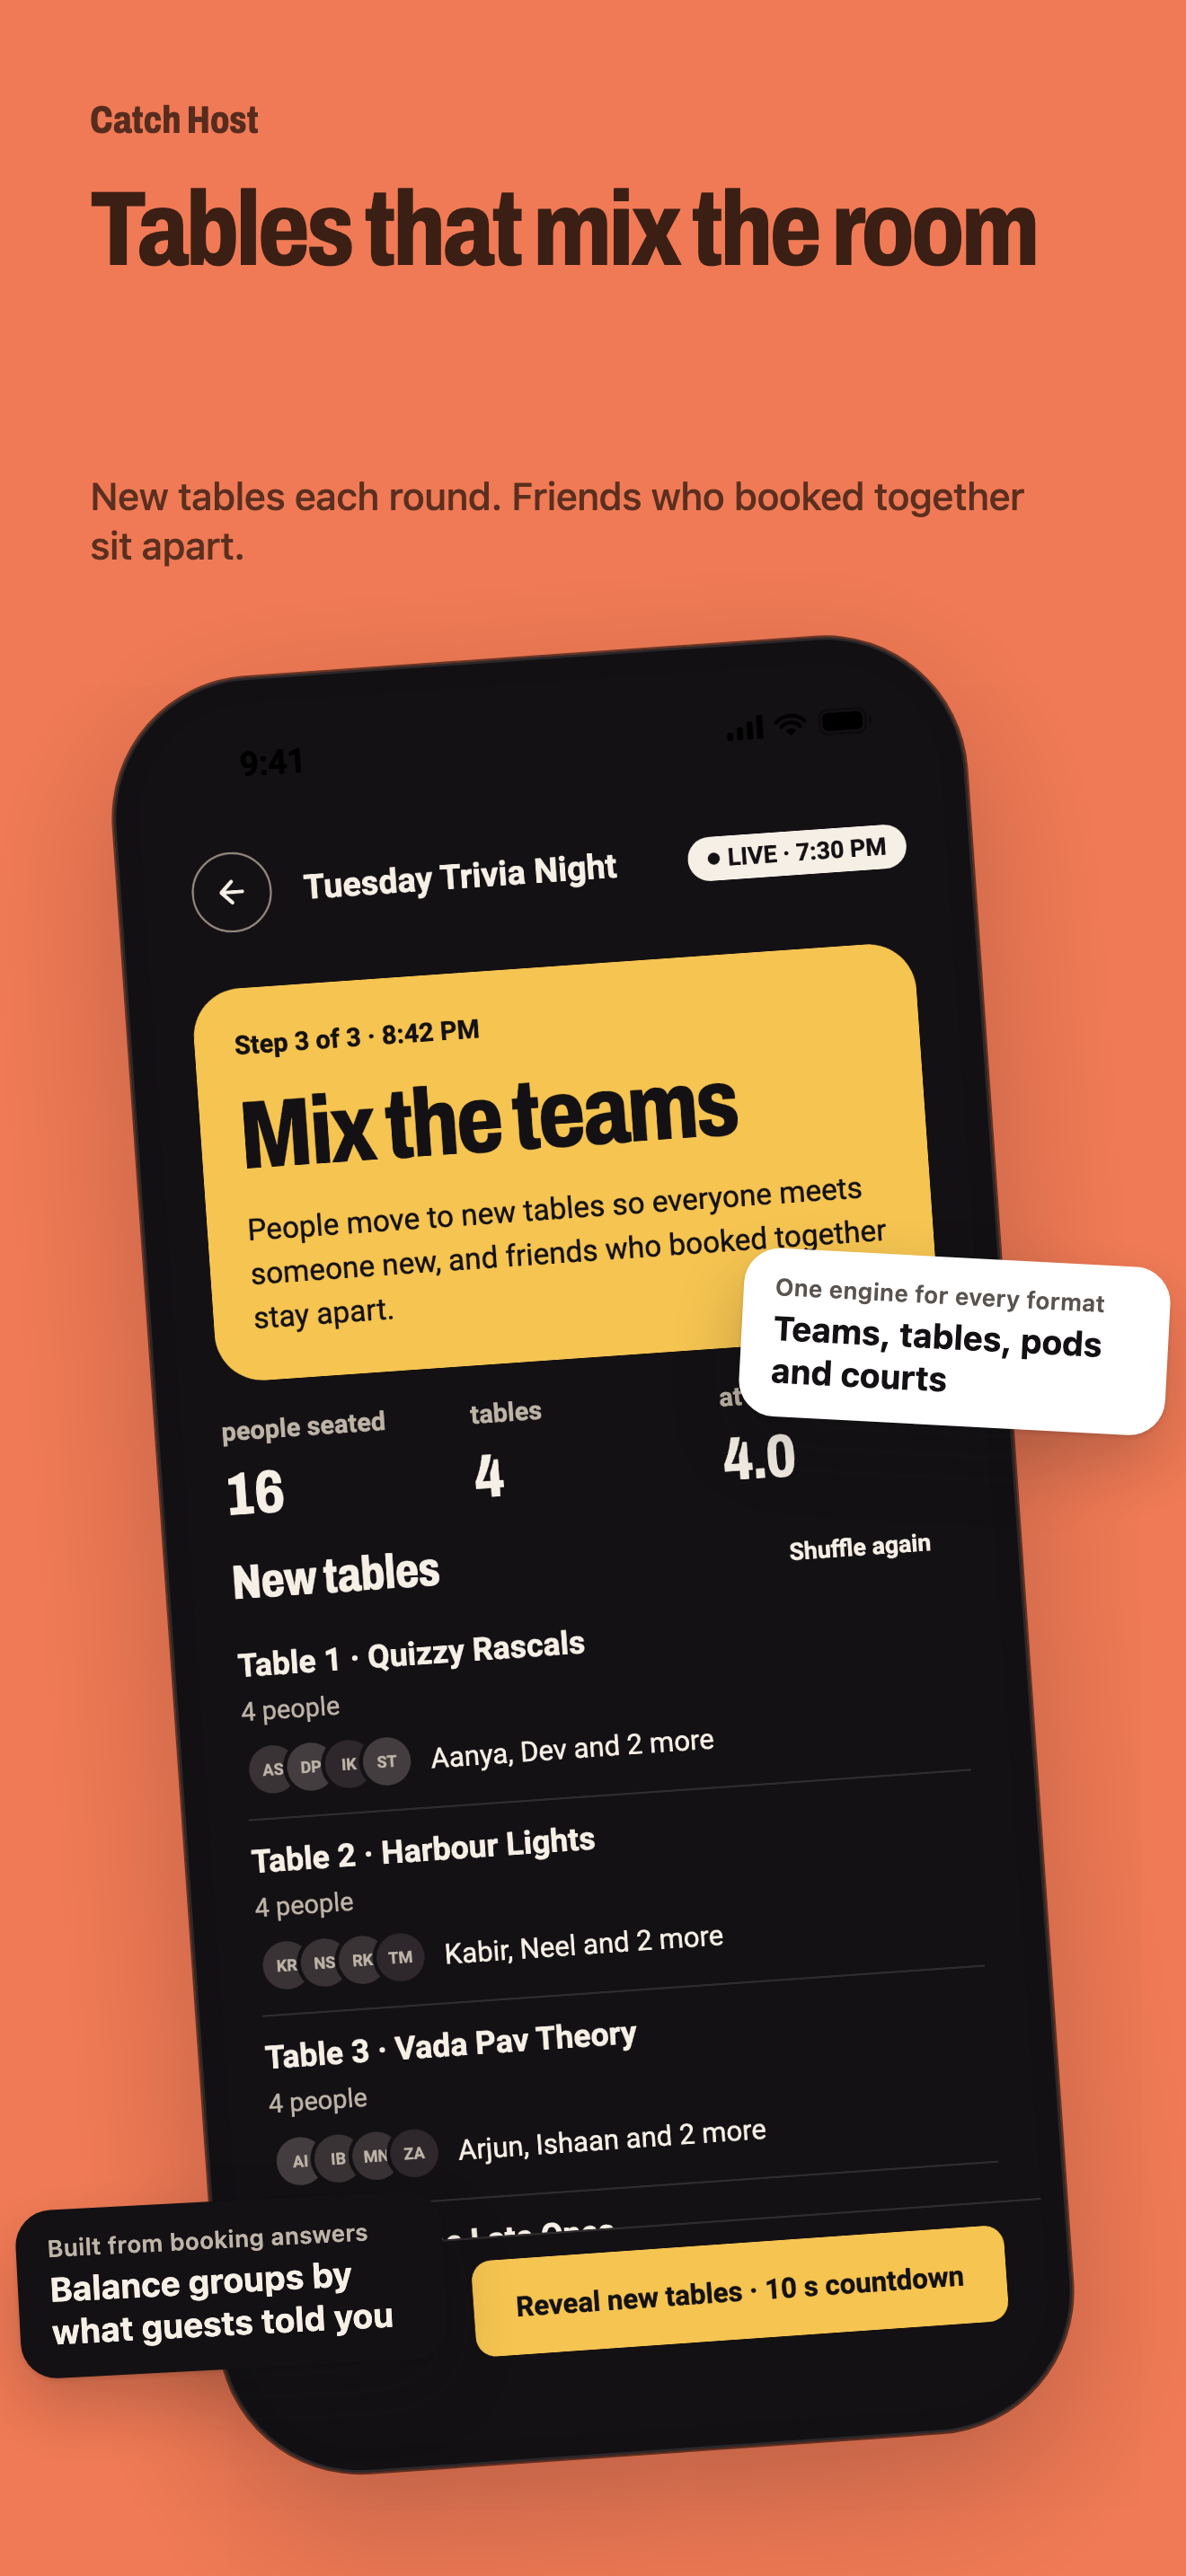 Catch Host
Tables that mix the room
New tables each round. Friends who booked together
sit apart.
9:41
Tuesday Trivia Night
LIVE · 7:30 PM
Step 3 of 3 · 8:42 PM
Mix the teams
People move to new tables so everyone meets
someone new, and friends who booked together
stay apart.
One engine for every format
Teams, tables, pods
and courts
people seated
tables
at
16
4
4.0
New tables
Shuffle again
Table 1 · Quizzy Rascals
4 people
AS DP IK ST
Aanya, Dev and 2 more
Table 2 · Harbour Lights
4 people
KR NS RK TM
Kabir, Neel and 2 more
Table 3 · Vada Pav Theory
4 people
AI IB MN ZA
Arjun, Ishaan and 2 more
Built from booking answers
Balance groups by
what guests told you
Reveal new tables · 10 s countdown